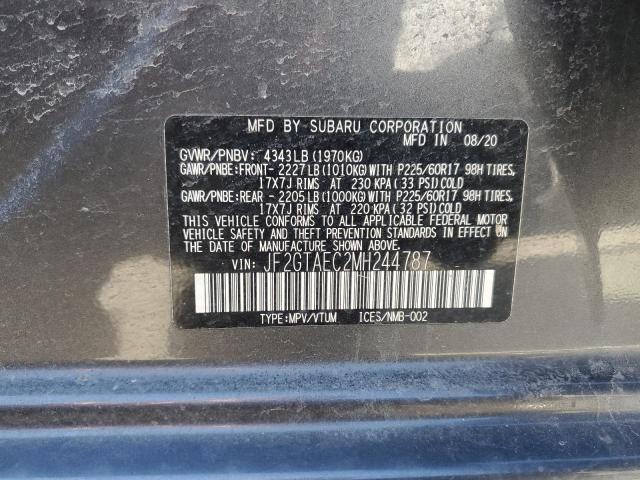 MFD BY SUBARU CORPORATION
MFD IN 08/20
GVWR/PNBV: 4343LB(1970KG)
GAWR/PNBE:FRONT- 2227LB(1010KG)WITH P225/60R17 98H TIRES,
17X7J RIMS AT 230 KPA(33 PSI)COLD
GAWR/PNBE:REAR - 2205LB(1000KG)WITH P225/60R17 98H TIRES,
17X7J RIMS AT 220 KPA(32 PSI)COLD
THIS VEHICLE CONFORMS TO ALL APPLICABLE FEDERAL MOTOR
VEHICLE SAFETY AND THEFT PREVENTION STANDARDS IN EFFECT
ON THE DATE OF MANUFACTURE SHOWN ABOVE.
VIN: JF2GTAEC2MH244787
TYPE:MPV/VTUM ICES/NMB-002